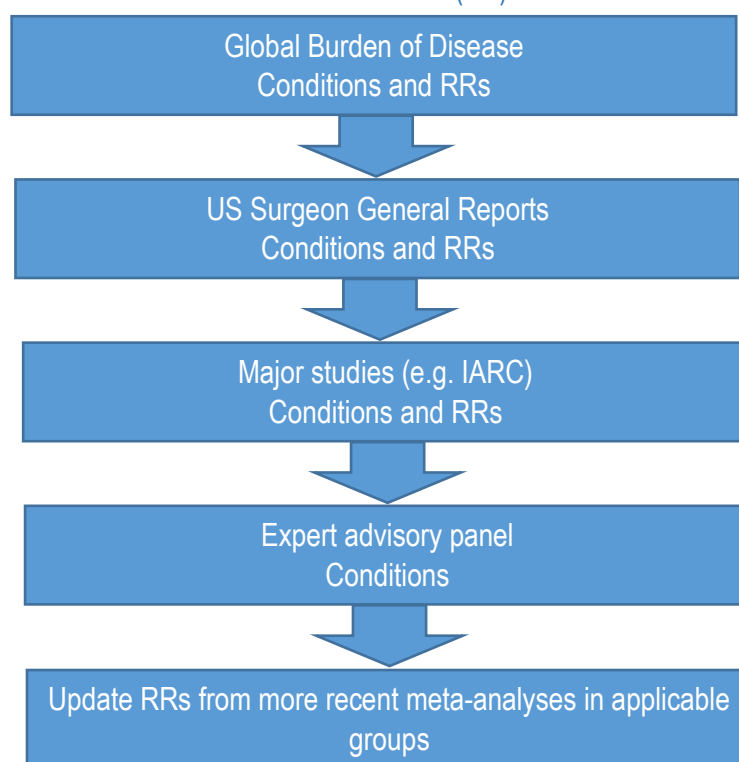 Global Burden of Disease
Conditions and RRs
US Surgeon General Reports
Conditions and RRs
Major studies (e.g. IARC)
Conditions and RRs
Expert advisory panel
Conditions
Update RRs from more recent meta-analyses in applicable
groups